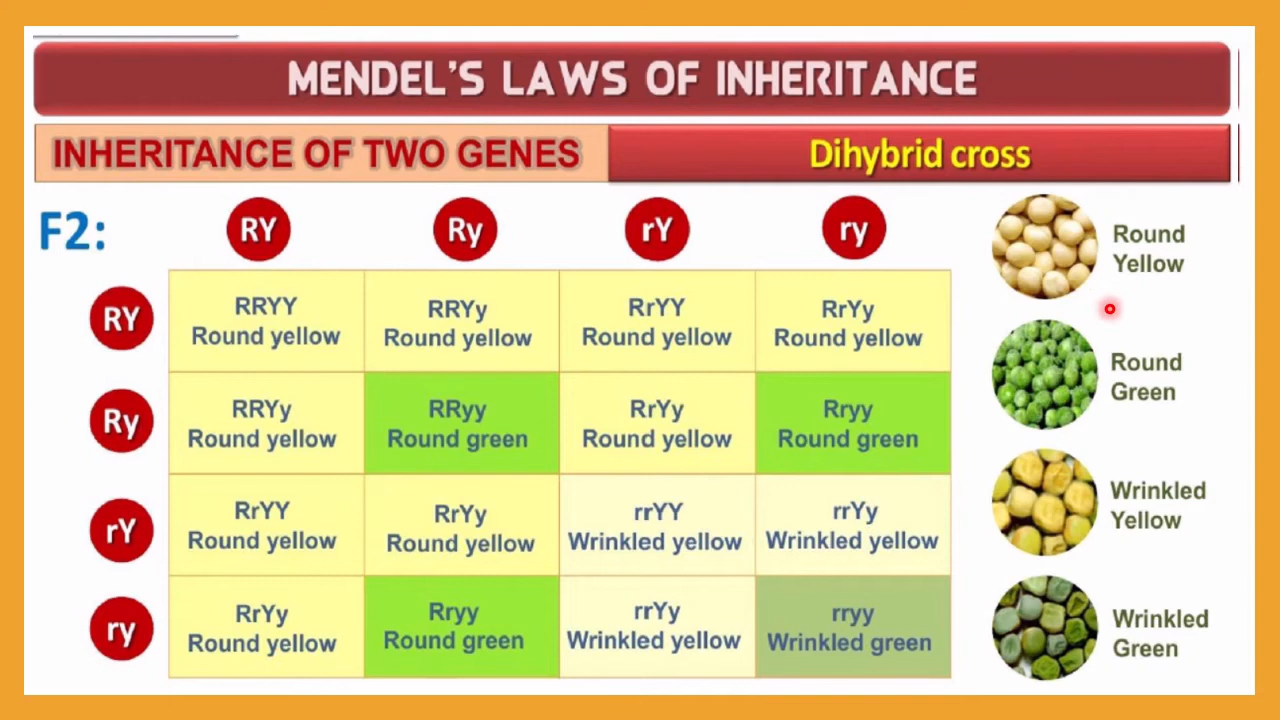 MENDEL'S LAWS OF INHERITANCE
INHERITANCE OF TWO GENES
Dihybrid cross
F2:
RY
Ry
rY
ry
RY
RRYY
Round yellow
RRYy
Round yellow
RrYY
Round yellow
RrYy
Round yellow
Ry
RRYy
Round yellow
RRyy
Round green
RrYy
Round yellow
Rryy
Round green
rY
RrYY
Round yellow
RrYy
Round yellow
rrYY
Wrinkled yellow
rrYy
Wrinkled yellow
ry
RrYy
Round yellow
Rryy
Round green
rrYy
Wrinkled yellow
rryy
Wrinkled green
Round
Yellow
Round
Green
Wrinkled
Yellow
Wrinkled
Green